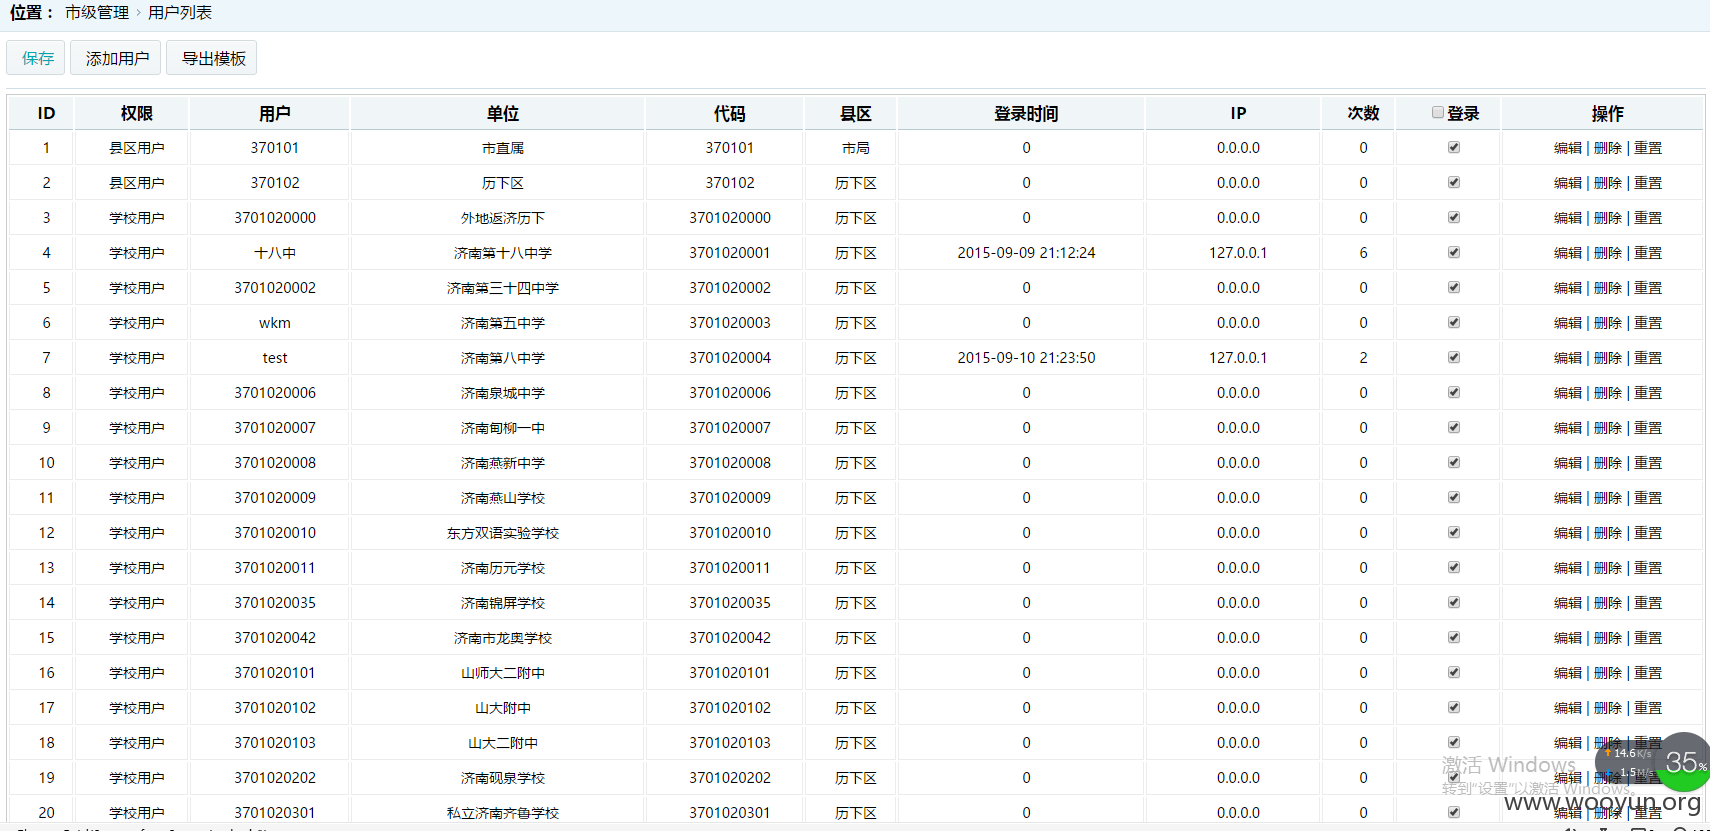 位置： 市级管理 › 用户列表
保存 添加用户 导出模板
ID 权限 用户 单位 代码 县区 登录时间 IP 次数 登录 操作
1 县区用户 370101 市直属 370101 市局 0 0.0.0.0 0 编辑 | 删除 | 重置
2 县区用户 370102 历下区 370102 历下区 0 0.0.0.0 0 编辑 | 删除 | 重置
3 学校用户 3701020000 外地返济历下 3701020000 历下区 0 0.0.0.0 0 编辑 | 删除 | 重置
4 学校用户 十八中 济南第十八中学 3701020001 历下区 2015-09-09 21:12:24 127.0.0.1 6 编辑 | 删除 | 重置
5 学校用户 3701020002 济南第三十四中学 3701020002 历下区 0 0.0.0.0 0 编辑 | 删除 | 重置
6 学校用户 wkm 济南第五中学 3701020003 历下区 0 0.0.0.0 0 编辑 | 删除 | 重置
7 学校用户 test 济南第八中学 3701020004 历下区 2015-09-10 21:23:50 127.0.0.1 2 编辑 | 删除 | 重置
8 学校用户 3701020006 济南泉城中学 3701020006 历下区 0 0.0.0.0 0 编辑 | 删除 | 重置
9 学校用户 3701020007 济南甸柳一中 3701020007 历下区 0 0.0.0.0 0 编辑 | 删除 | 重置
10 学校用户 3701020008 济南燕新中学 3701020008 历下区 0 0.0.0.0 0 编辑 | 删除 | 重置
11 学校用户 3701020009 济南燕山学校 3701020009 历下区 0 0.0.0.0 0 编辑 | 删除 | 重置
12 学校用户 3701020010 东方双语实验学校 3701020010 历下区 0 0.0.0.0 0 编辑 | 删除 | 重置
13 学校用户 3701020011 济南历元学校 3701020011 历下区 0 0.0.0.0 0 编辑 | 删除 | 重置
14 学校用户 3701020035 济南锦屏学校 3701020035 历下区 0 0.0.0.0 0 编辑 | 删除 | 重置
15 学校用户 3701020042 济南市龙奥学校 3701020042 历下区 0 0.0.0.0 0 编辑 | 删除 | 重置
16 学校用户 3701020101 山师大二附中 3701020101 历下区 0 0.0.0.0 0 编辑 | 删除 | 重置
17 学校用户 3701020102 山大附中 3701020102 历下区 0 0.0.0.0 0 编辑 | 删除 | 重置
18 学校用户 3701020103 山大二附中 3701020103 历下区 0 0.0.0.0 0 编辑 | 删除 | 重置
19 学校用户 3701020202 济南砚泉学校 3701020202 历下区 0 0.0.0.0 0 编辑 | 删除 | 重置
20 学校用户 3701020301 私立济南齐鲁学校 3701020301 历下区 0 0.0.0.0 0 编辑 | 删除 | 重置
14.6K/s
1.5M/s
35%
激活 Windows
转到"设置"以激活 Windows。
www.wooyun.org